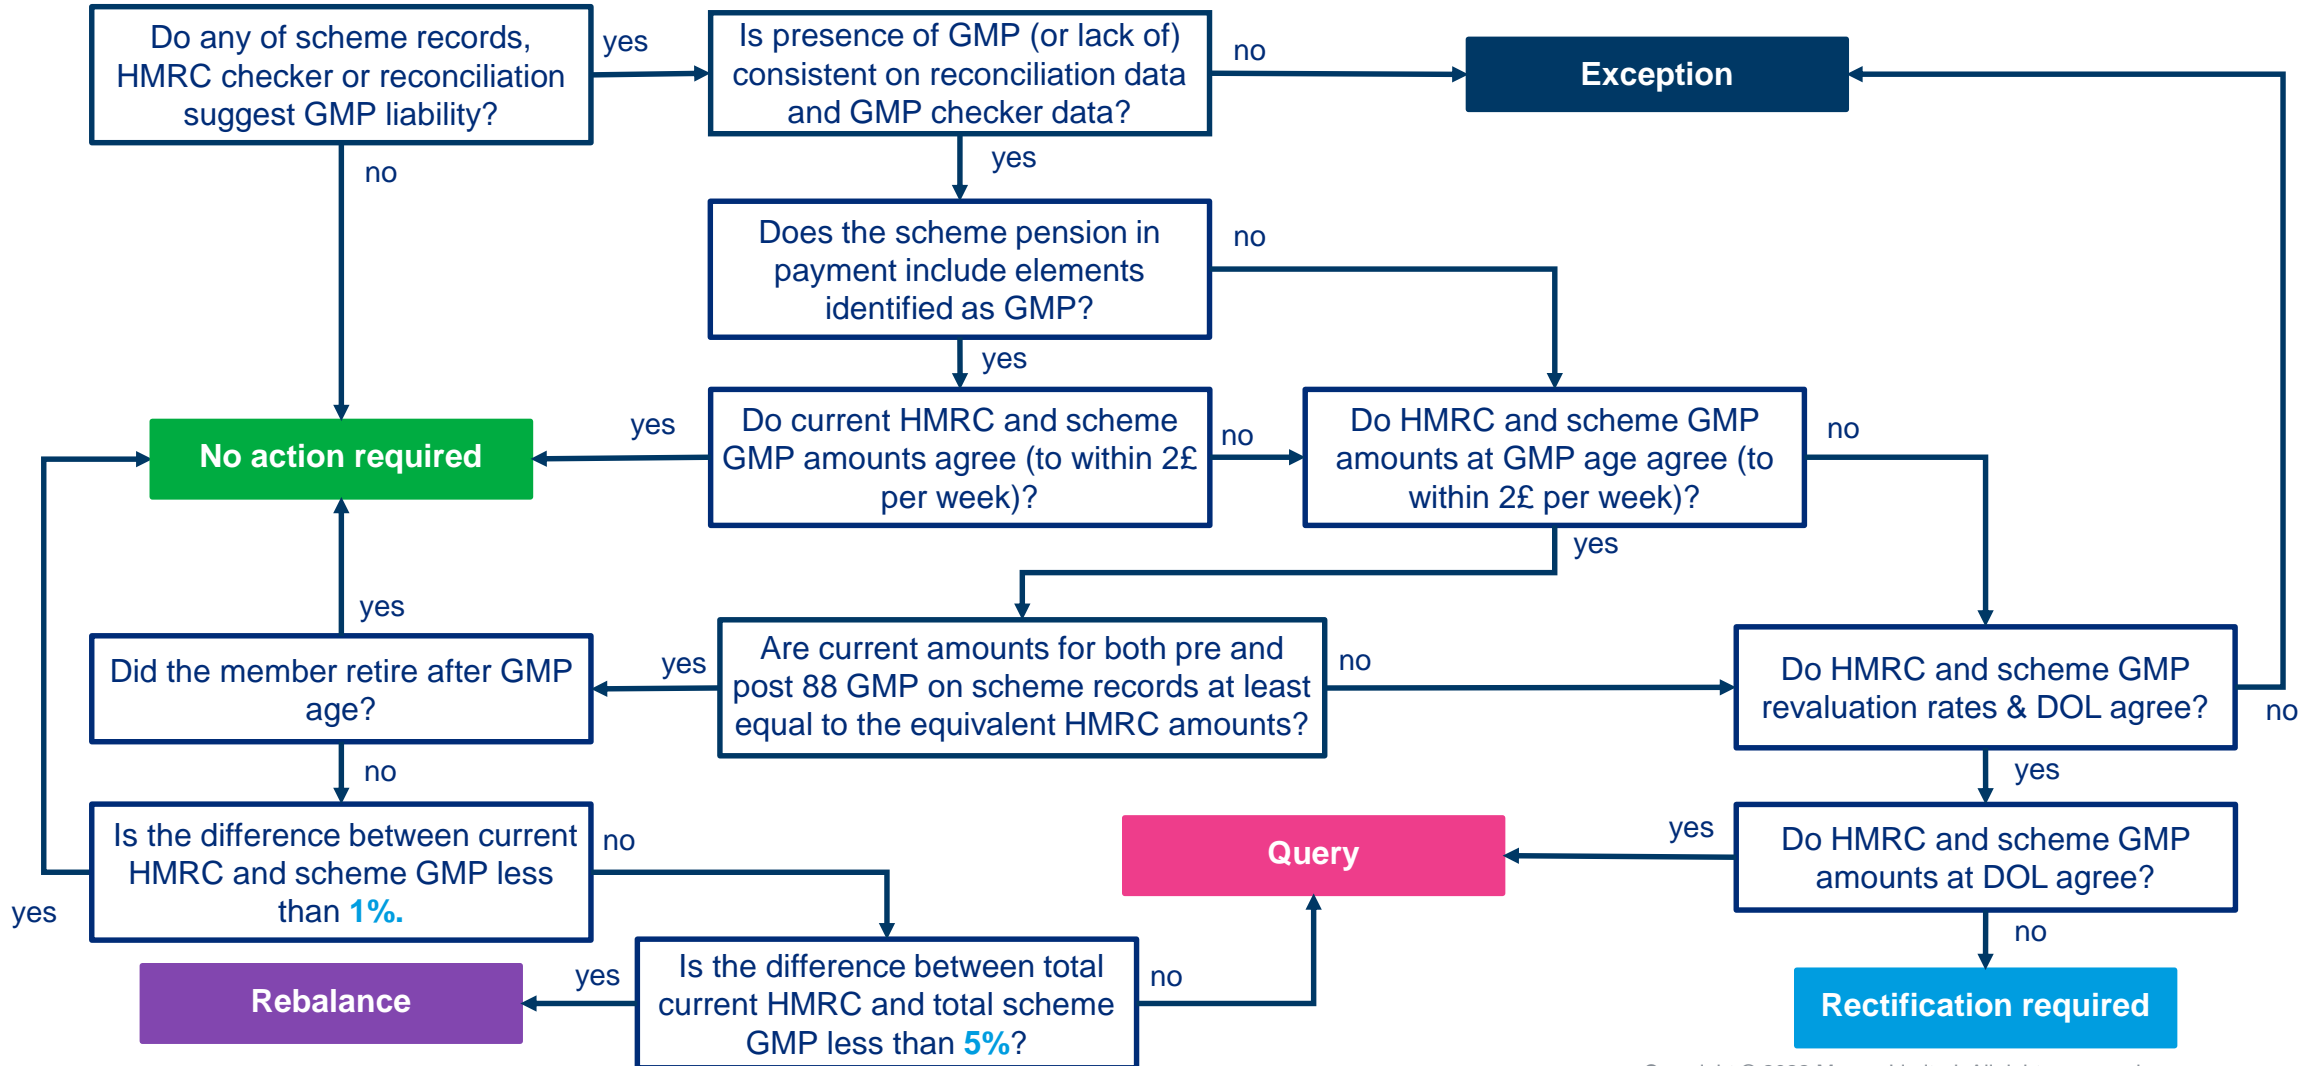 Do any of scheme records,
HMRC checker or reconciliation
suggest GMP liability?
yes
Is presence of GMP (or lack of)
consistent on reconciliation data
and GMP checker data?
no
Exception
no
yes
Does the scheme pension in
payment include elements
identified as GMP?
no
yes
No action required
yes
Do current HMRC and scheme
GMP amounts agree (to within 2£
per week)?
no
Do HMRC and scheme GMP
amounts at GMP age agree (to
within 2£ per week)?
no
yes
yes
Did the member retire after GMP
age?
yes
Are current amounts for both pre and
post 88 GMP on scheme records at least
equal to the equivalent HMRC amounts?
no
Do HMRC and scheme GMP
revaluation rates & DOL agree?
no
no
yes
Is the difference between current
HMRC and scheme GMP less
than 1%.
no
yes
Query
yes
Do HMRC and scheme GMP
amounts at DOL agree?
no
Rebalance
yes
Is the difference between total
current HMRC and total scheme
GMP less than 5%?
no
Rectification required